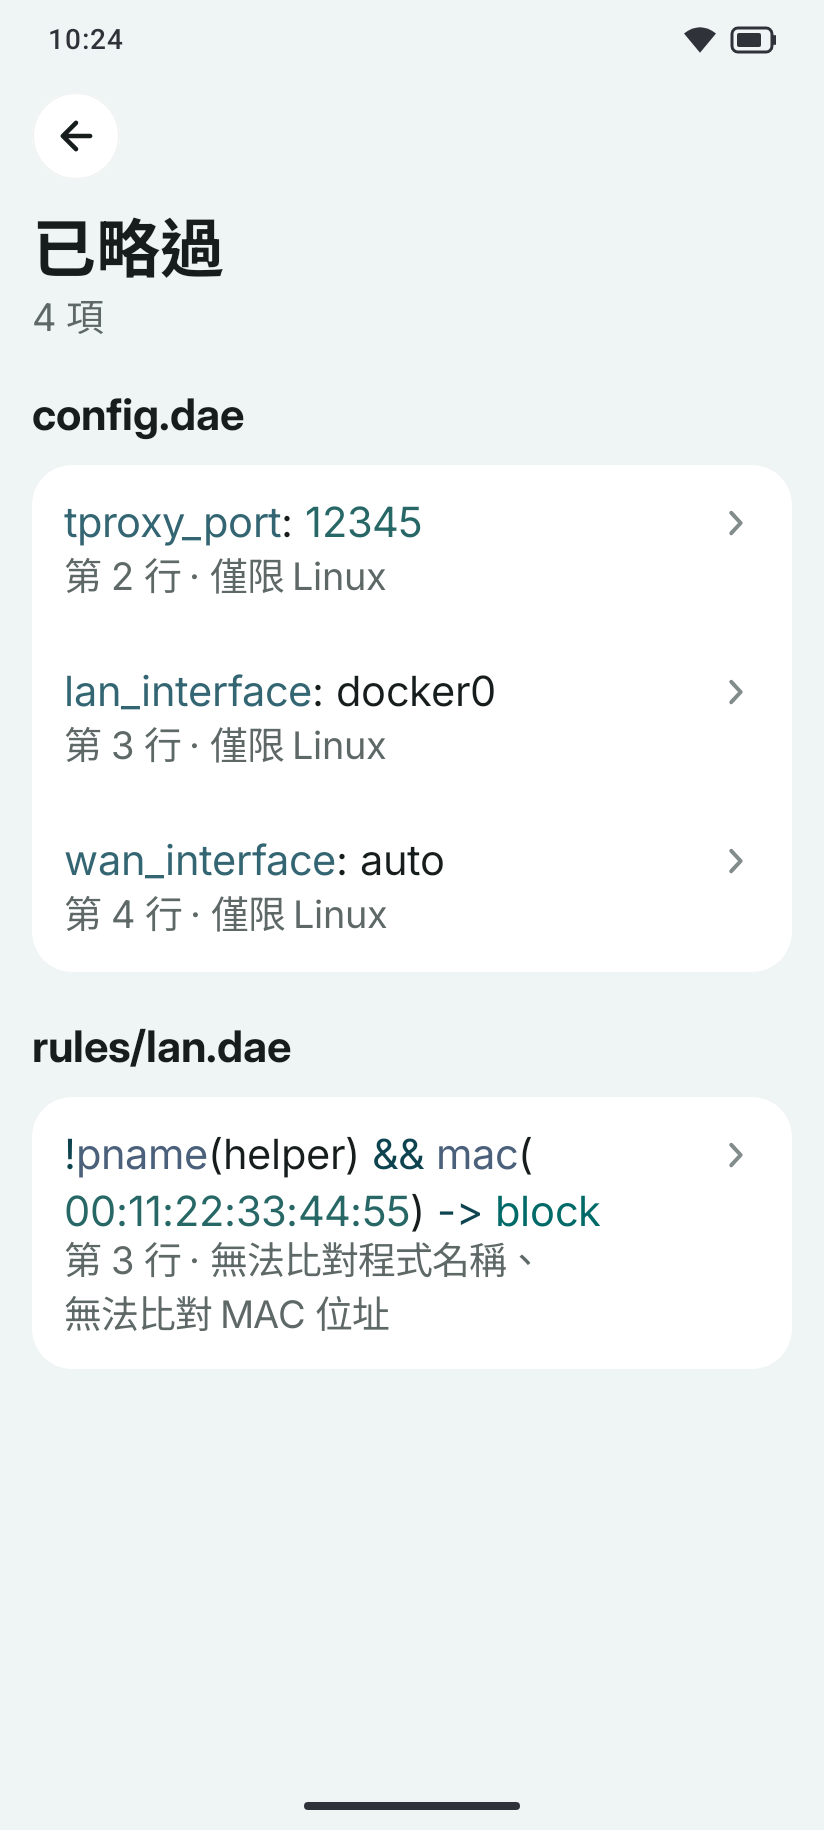 10:24
已略過
4 項
config.dae
tproxy_port: 12345
第 2 行 · 僅限 Linux
lan_interface: docker0
第 3 行 · 僅限 Linux
wan_interface: auto
第 4 行 · 僅限 Linux
rules/lan.dae
!pname(helper) && mac(
00:11:22:33:44:55) -> block
第 3 行 · 無法比對程式名稱、
無法比對 MAC 位址